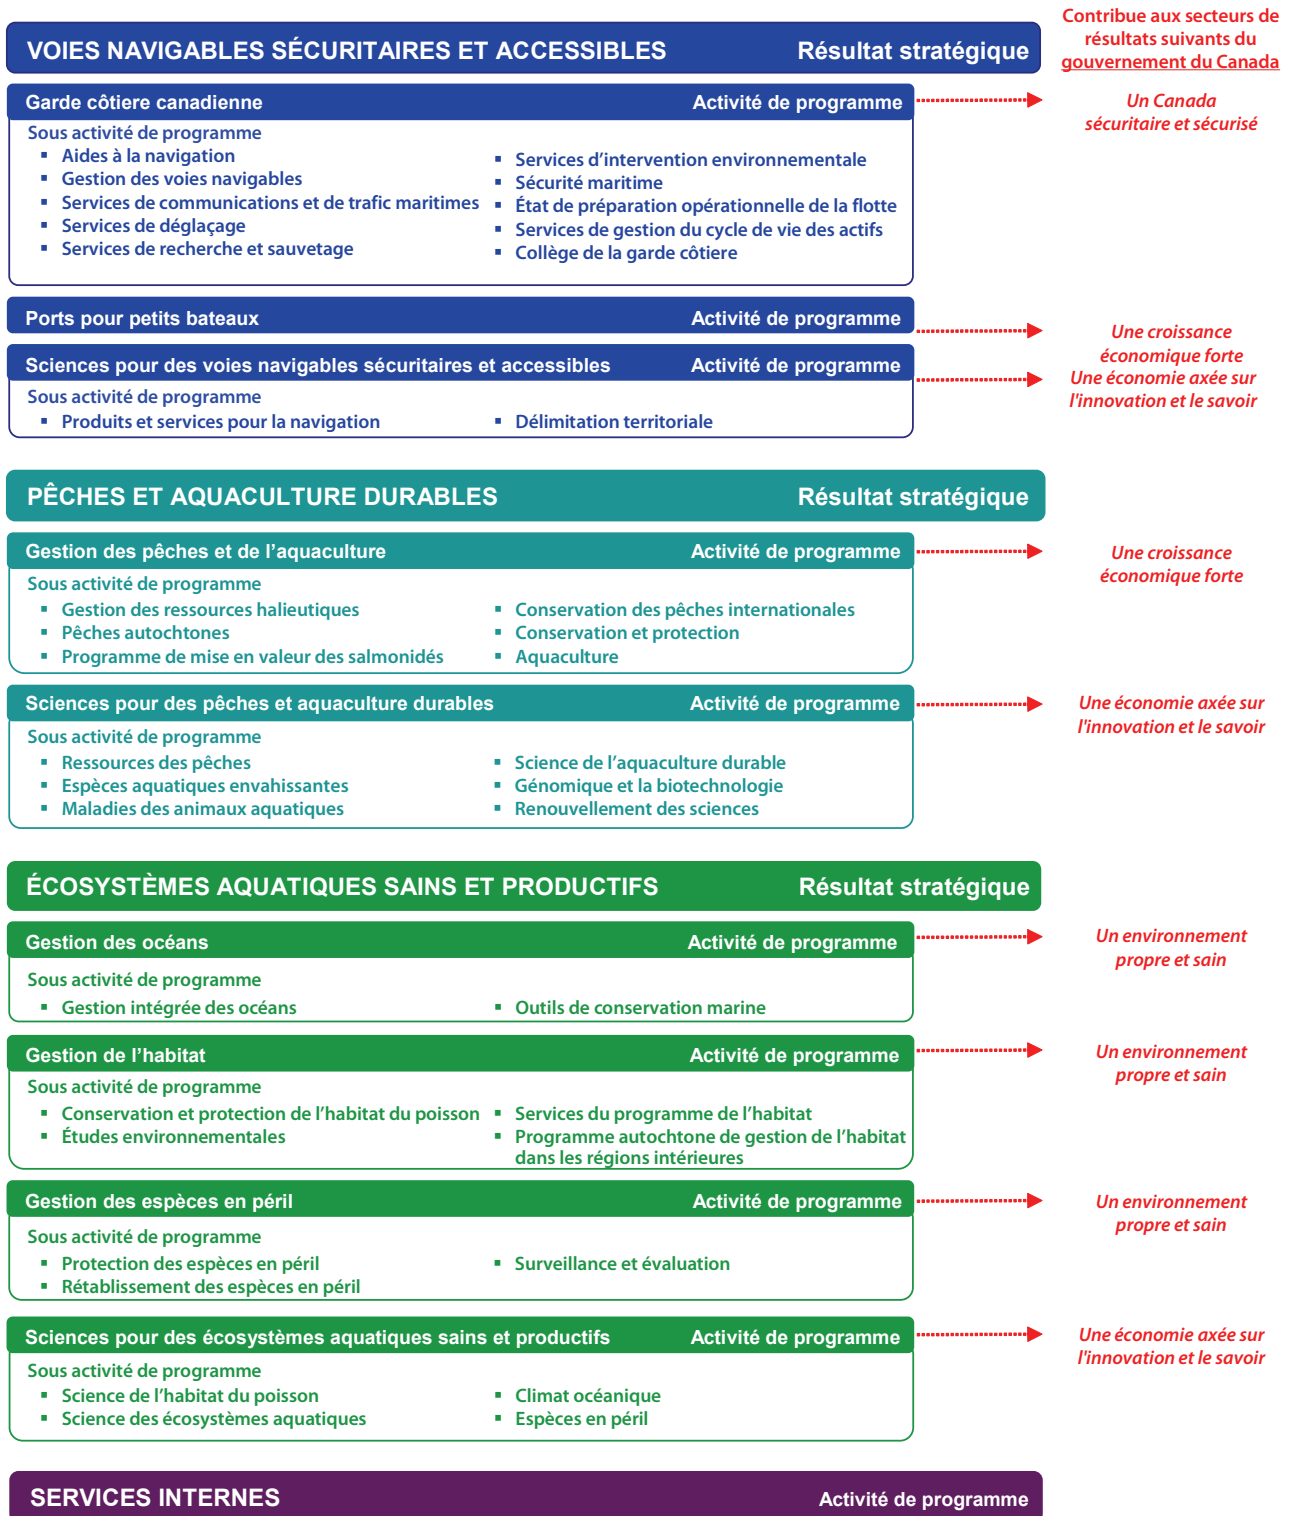 Contribue aux secteurs de
résultats suivants du
gouvernement du Canada
VOIES NAVIGABLES SÉCURITAIRES ET ACCESSIBLES Résultat stratégique
Garde côtiere canadienne Activité de programme
Un Canada
sécuritaire et sécurisé
Sous activité de programme
▪ Aides à la navigation
▪ Gestion des voies navigables
▪ Services de communications et de trafic maritimes
▪ Services de déglaçage
▪ Services de recherche et sauvetage
▪ Services d’intervention environnementale
▪ Sécurité maritime
▪ État de préparation opérationnelle de la flotte
▪ Services de gestion du cycle de vie des actifs
▪ Collège de la garde côtiere
Ports pour petits bateaux Activité de programme
Une croissance
économique forte
Sciences pour des voies navigables sécuritaires et accessibles Activité de programme
Une économie axée sur
l'innovation et le savoir
Sous activité de programme
▪ Produits et services pour la navigation
▪ Délimitation territoriale
PÊCHES ET AQUACULTURE DURABLES Résultat stratégique
Gestion des pêches et de l’aquaculture Activité de programme
Une croissance
économique forte
Sous activité de programme
▪ Gestion des ressources halieutiques
▪ Pêches autochtones
▪ Programme de mise en valeur des salmonidés
▪ Conservation des pêches internationales
▪ Conservation et protection
▪ Aquaculture
Sciences pour des pêches et aquaculture durables Activité de programme
Une économie axée sur
l'innovation et le savoir
Sous activité de programme
▪ Ressources des pêches
▪ Espèces aquatiques envahissantes
▪ Maladies des animaux aquatiques
▪ Science de l’aquaculture durable
▪ Génomique et la biotechnologie
▪ Renouvellement des sciences
ÉCOSYSTÈMES AQUATIQUES SAINS ET PRODUCTIFS Résultat stratégique
Gestion des océans Activité de programme
Un environnement
propre et sain
Sous activité de programme
▪ Gestion intégrée des océans
▪ Outils de conservation marine
Gestion de l’habitat Activité de programme
Un environnement
propre et sain
Sous activité de programme
▪ Conservation et protection de l’habitat du poisson
▪ Études environnementales
▪ Services du programme de l’habitat
▪ Programme autochtone de gestion de l’habitat
dans les régions intérieures
Gestion des espèces en péril Activité de programme
Un environnement
propre et sain
Sous activité de programme
▪ Protection des espèces en péril
▪ Rétablissement des espèces en péril
▪ Surveillance et évaluation
Sciences pour des écosystèmes aquatiques sains et productifs Activité de programme
Une économie axée sur
l'innovation et le savoir
Sous activité de programme
▪ Science de l’habitat du poisson
▪ Science des écosystèmes aquatiques
▪ Climat océanique
▪ Espèces en péril
SERVICES INTERNES Activité de programme